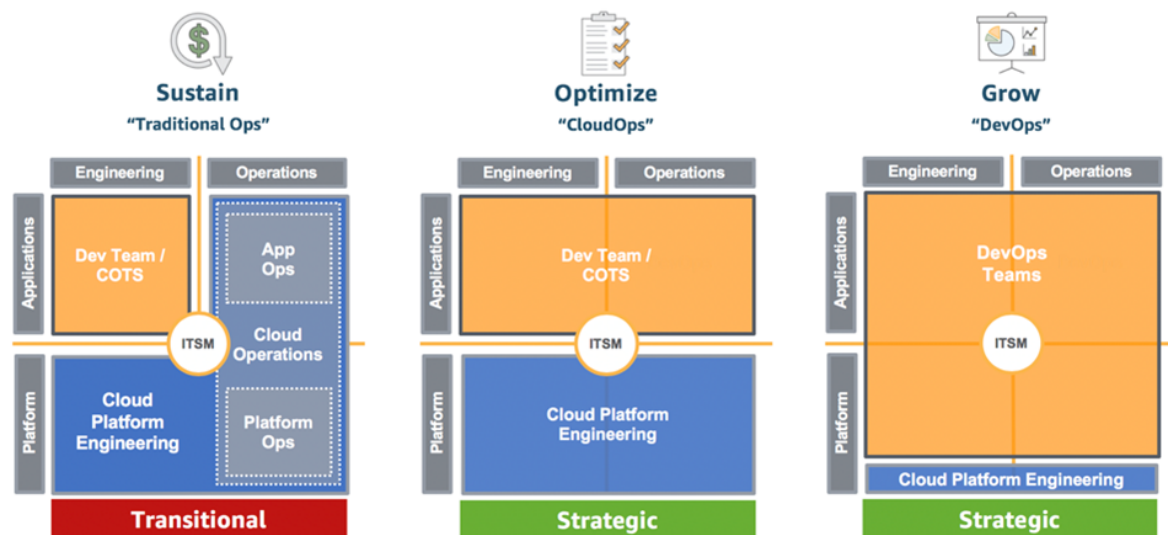 $
Sustain
“Traditional Ops”
Engineering
Operations
Applications
Platform
Dev Team /
COTS
App
Ops
ITSM
Cloud
Operations
Cloud
Platform
Engineering
Platform
Ops
Transitional
Optimize
“CloudOps”
Engineering
Operations
Applications
Platform
Dev Team /
COTS
ITSM
Cloud Platform
Engineering
Strategic
Grow
“DevOps”
Engineering
Operations
Applications
Platform
DevOps
Teams
ITSM
Cloud Platform Engineering
Strategic